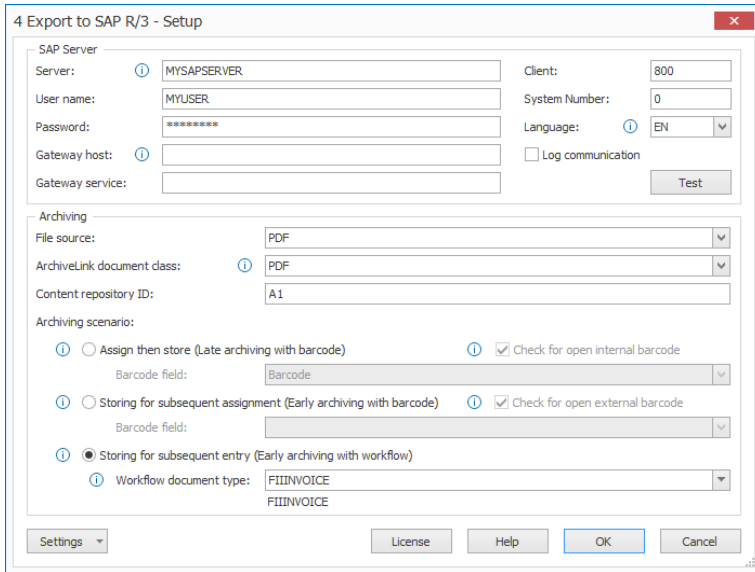 4 Export to SAP R/3 - Setup
SAP Server
Server: MYSAPSERVER Client: 800
User name: MYUSER System Number: 0
Password: ******** Language: EN
Gateway host: Log communication
Gateway service: Test
Archiving
File source: PDF
ArchiveLink document class: PDF
Content repository ID: A1
Archiving scenario:
Assign then store (Late archiving with barcode) Check for open internal barcode
Barcode field: Barcode
Storing for subsequent assignment (Early archiving with barcode) Check for open external barcode
Barcode field:
Storing for subsequent entry (Early archiving with workflow)
Workflow document type: FIIINVOICE
FIIINVOICE
Settings License Help OK Cancel